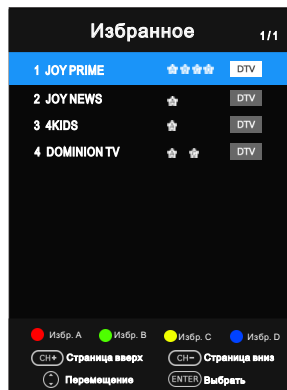 Избранное 1/1
1 JOY PRIME DTV
2 JOY NEWS DTV
3 4KIDS DTV
4 DOMINION TV DTV
Избр. A Избр. B Избр. C Избр. D
CH+ Страница вверх CH- Страница вниз
Перемещение ENTER Выбрать